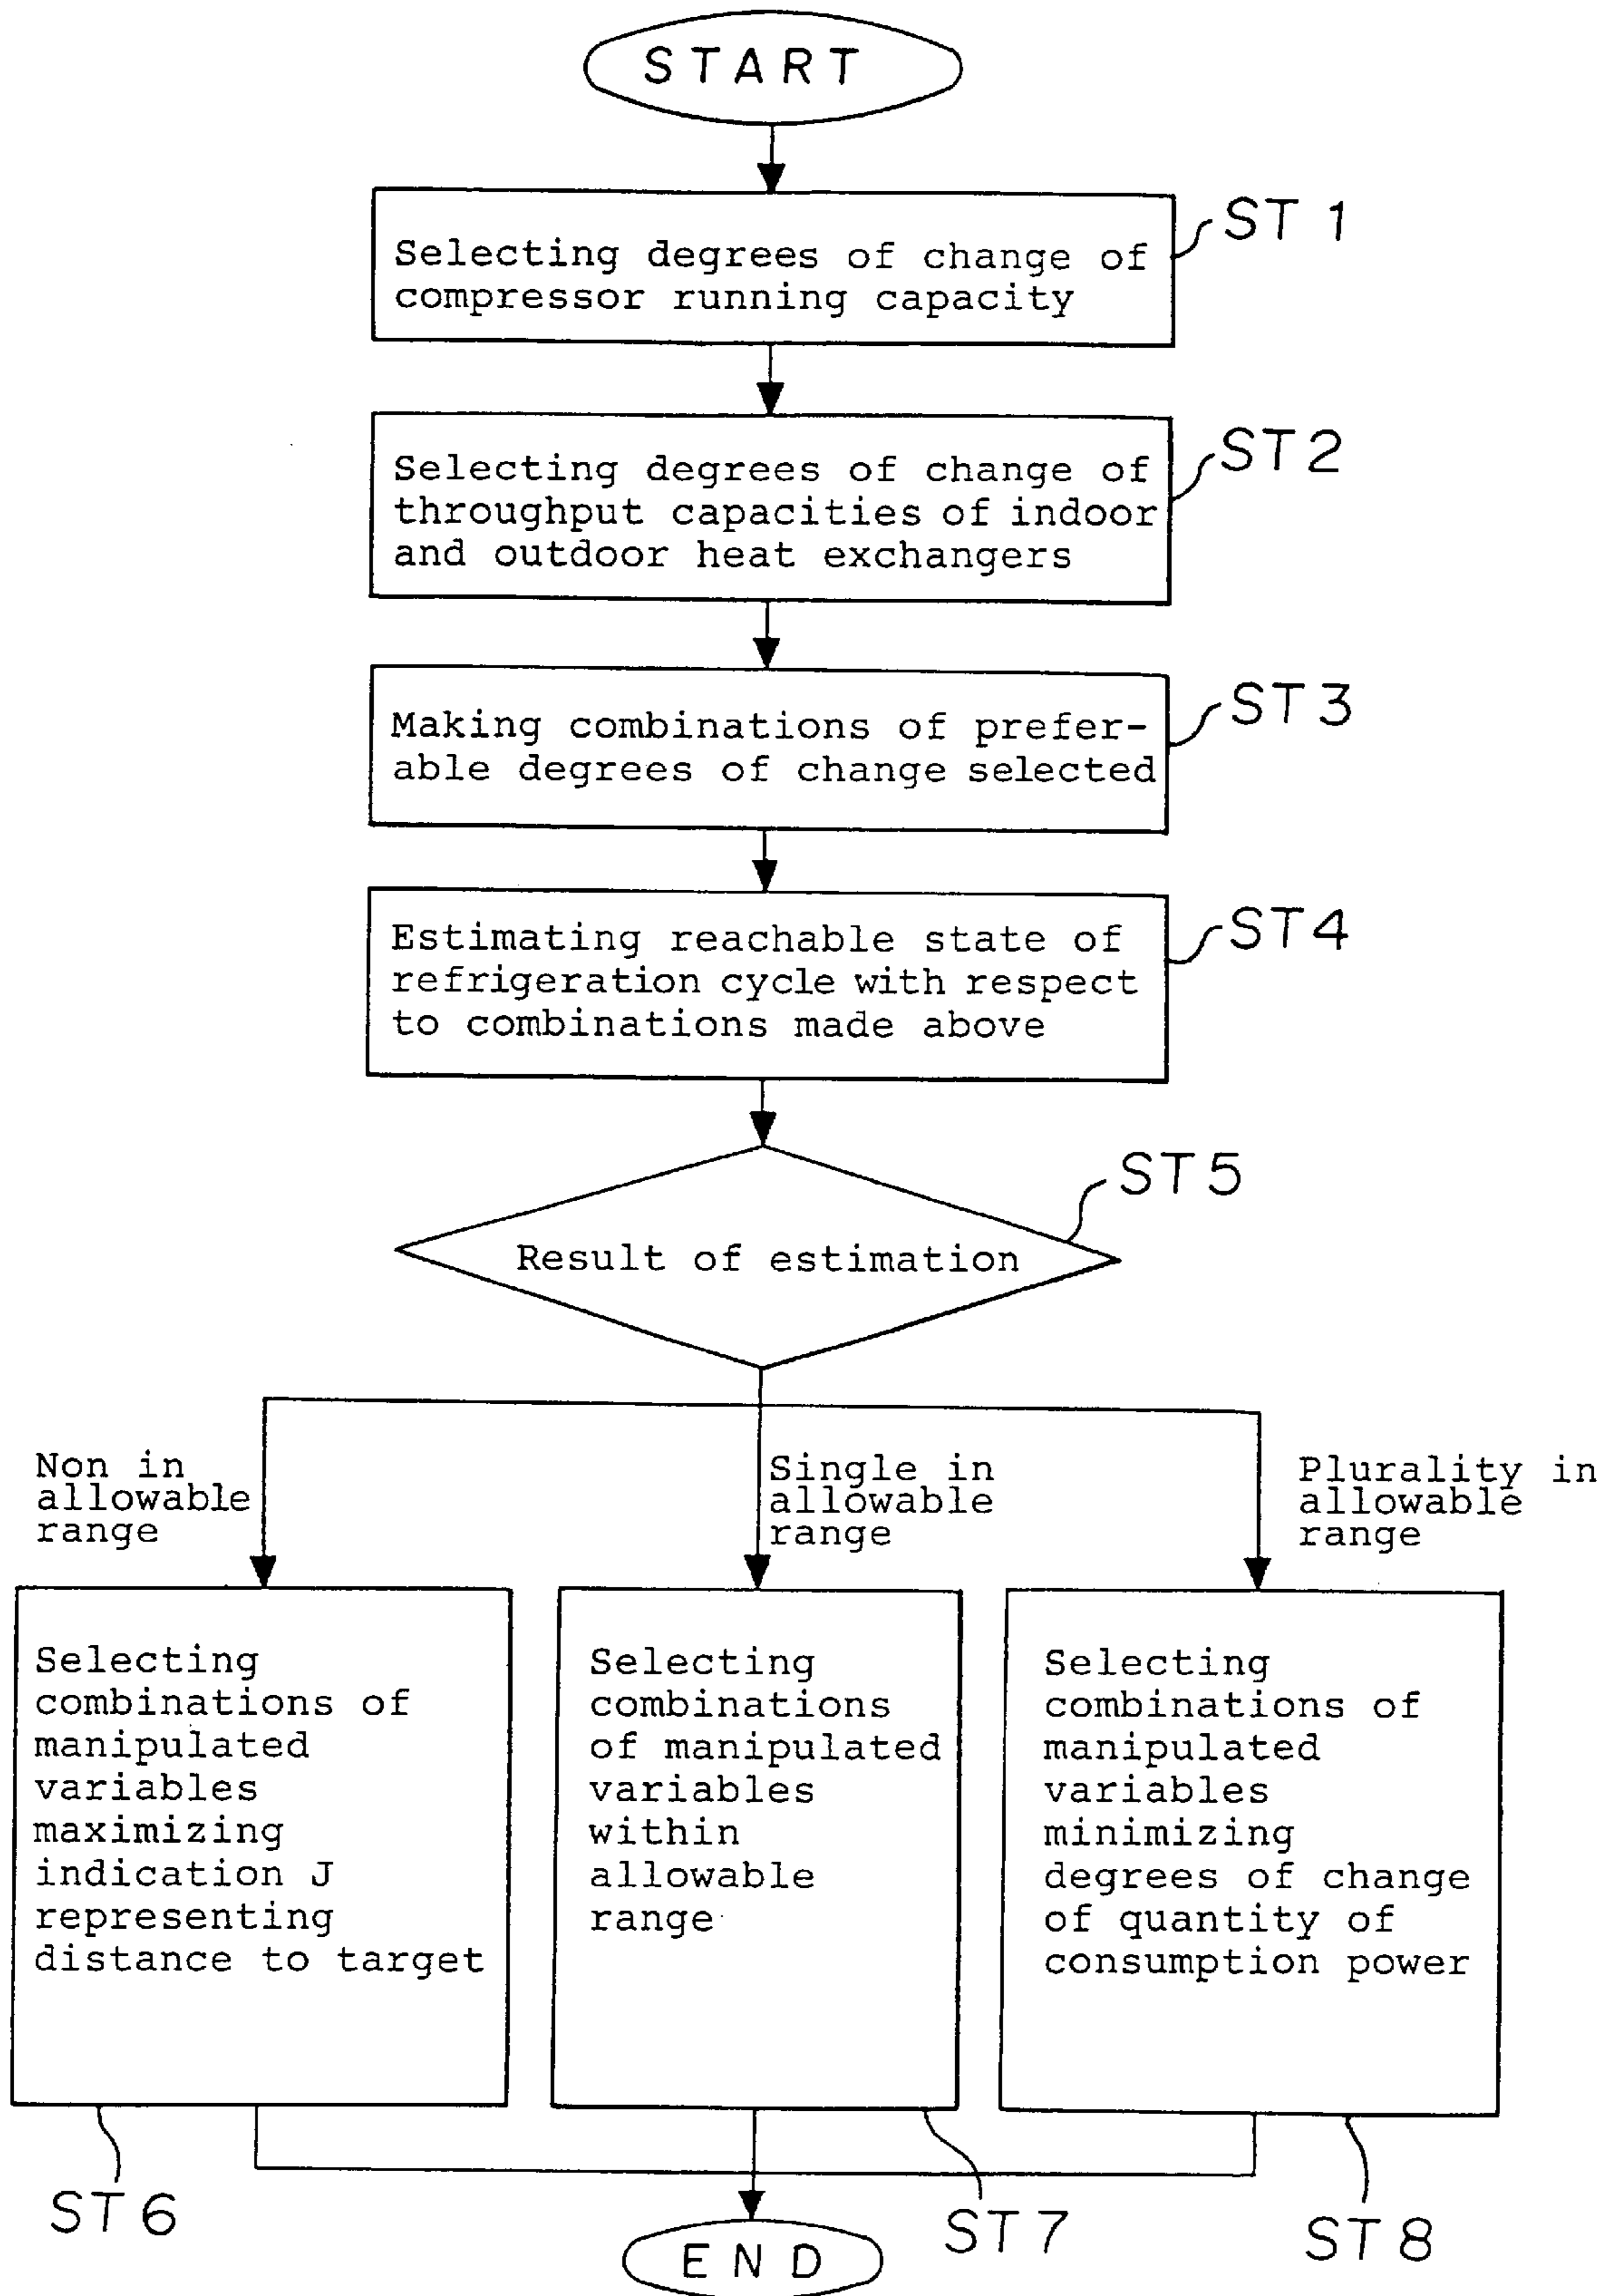 START
ST 1
Selecting degrees of change of
compressor running capacity
ST2
Selecting degrees of change of
throughput capacities of indoor
and outdoor heat exchangers
ST3
Making combinations of prefer-
able degrees of change selected
ST4
Estimating reachable state of
refrigeration cycle with respect
to combinations made above
ST5
Result of estimation
Non in
allowable
range
Single in
allowable
range
Plurality in
allowable
range
Selecting
combinations of
manipulated
variables
maximizing
indication J
representing
distance to target
Selecting
combinations
of manipulated
variables
within
allowable
range
Selecting
combinations of
manipulated
variables
minimizing
degrees of change
of quantity of
consumption power
ST6
ST7
ST8
END